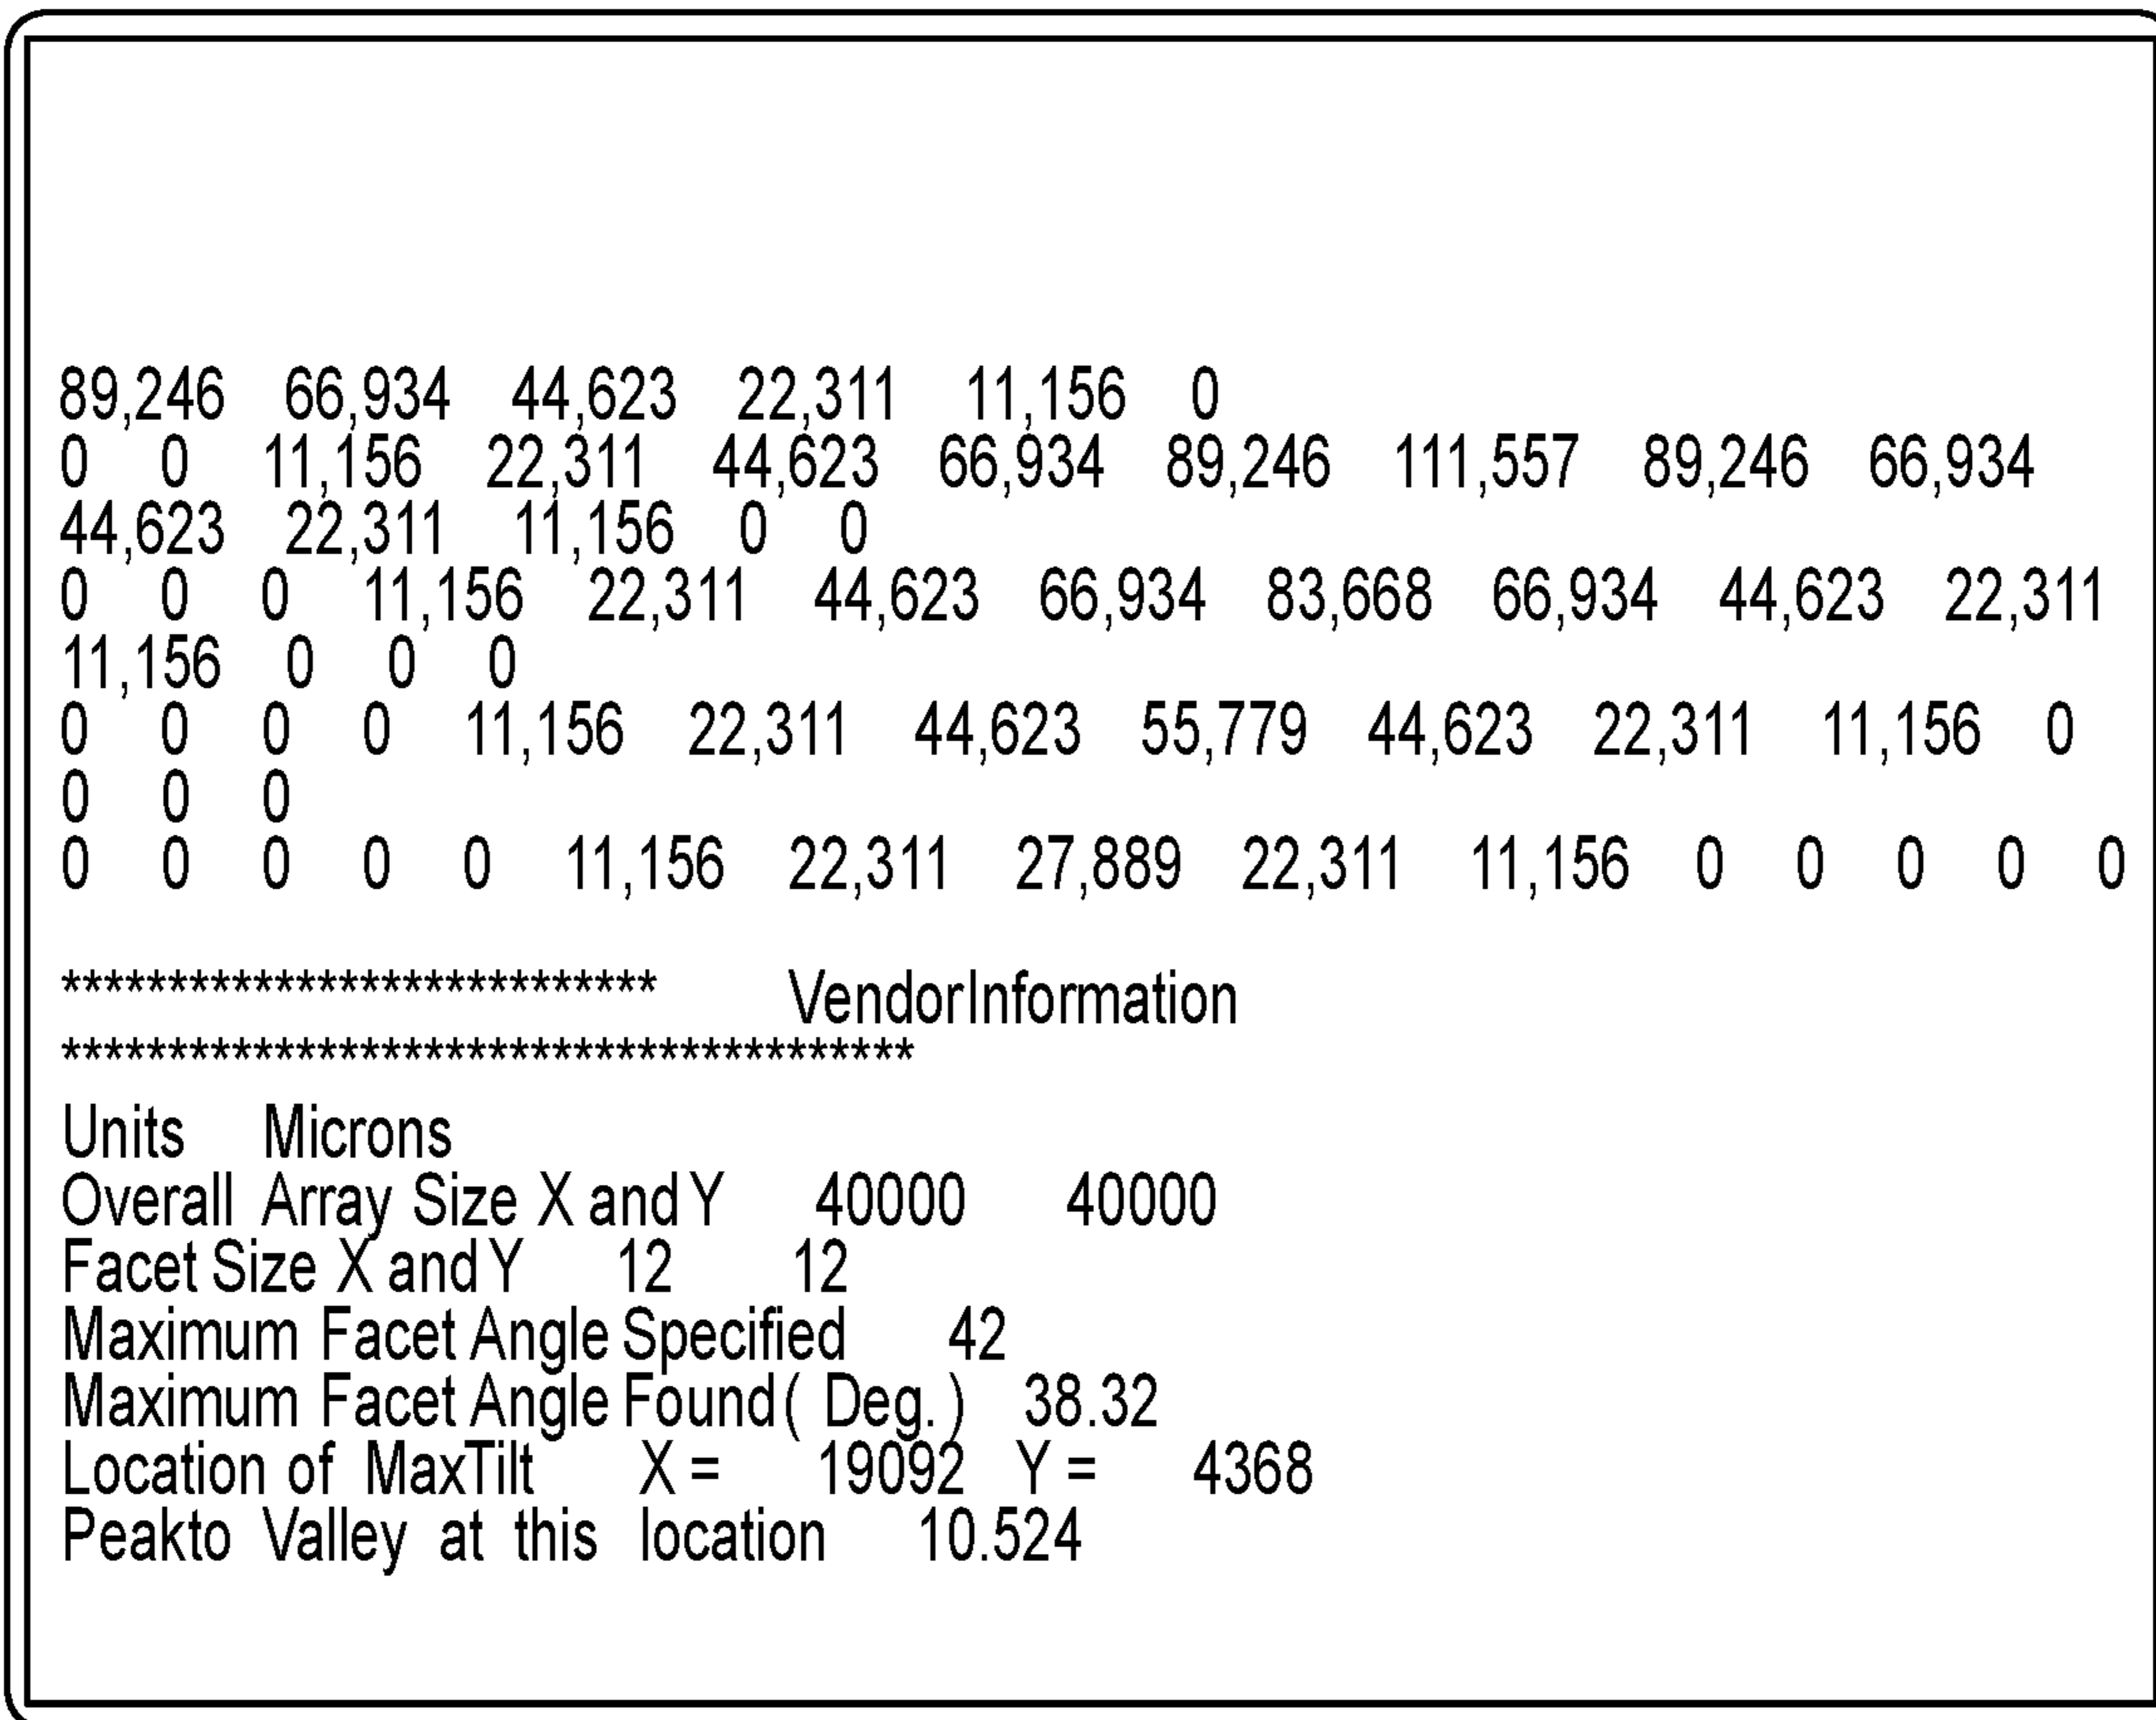 89,246 66,934 44,623 22,311 11,156 0
0 0 11,156 22,311 44,623 66,934 89,246 111,557 89,246 66,934
44,623 22,311 11,156 0 0
0 0 0 11,156 22,311 44,623 66,934 83,668 66,934 44,623 22,311
11,156 0 0 0
0 0 0 0 11,156 22,311 44,623 55,779 44,623 22,311 11,156 0
0 0 0
0 0 0 0 0 11,156 22,311 27,889 22,311 11,156 0 0 0 0 0
**************************** VendorInformation
****************************************
Units Microns
Overall Array Size X and Y 40000 40000
Facet Size X and Y 12 12
Maximum Facet Angle Specified 42
Maximum Facet Angle Found ( Deg. ) 38.32
Location of MaxTilt X = 19092 Y = 4368
Peakto Valley at this location 10.524